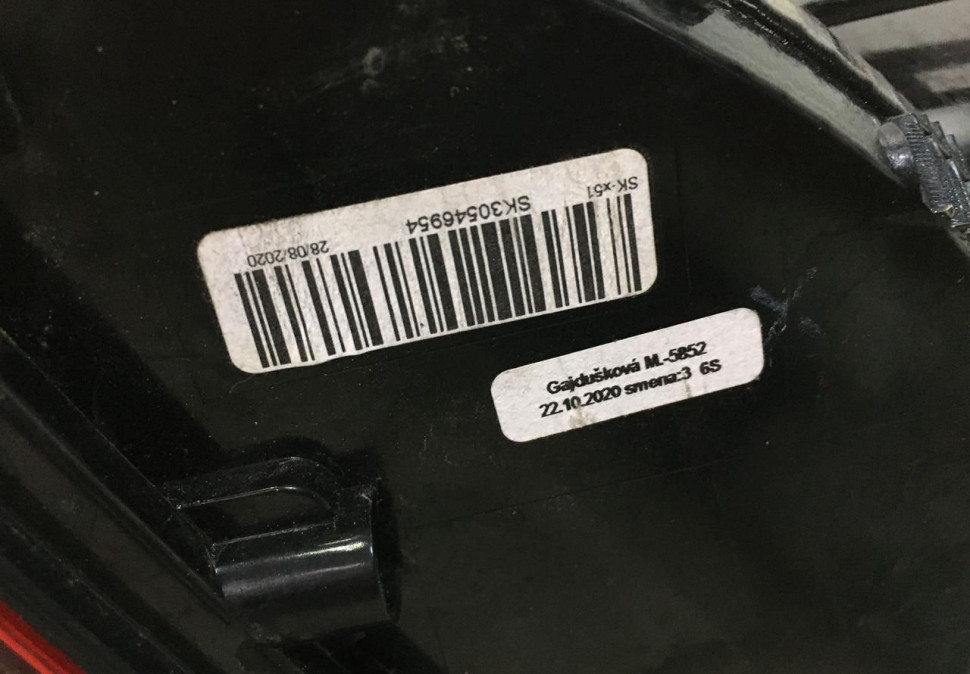 SK-x51
SK30546954
28/08/2020
Gajdušková M.-5852
22.10.2020 smena:3 6S